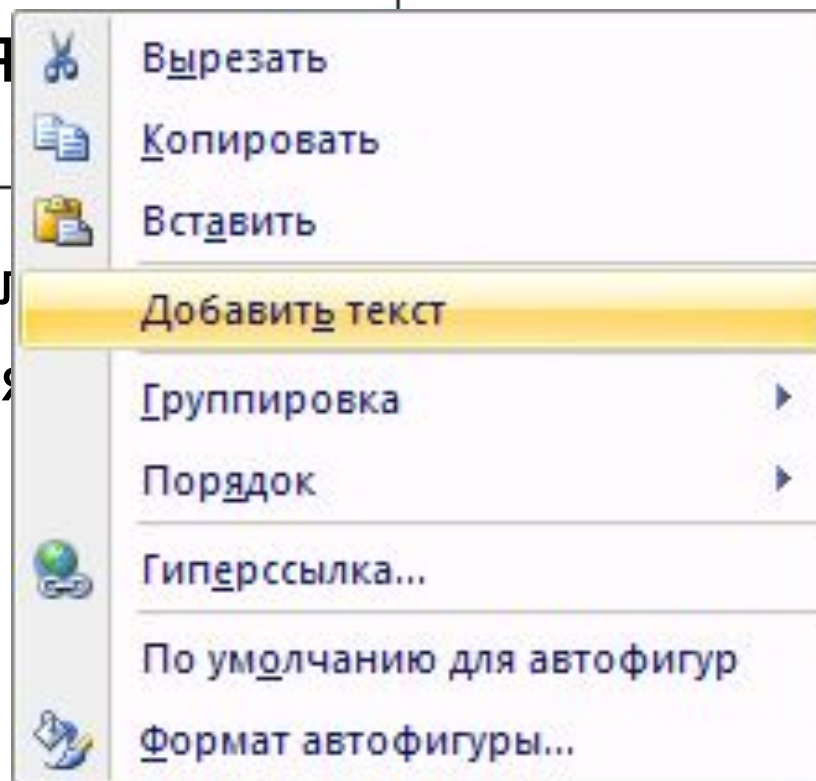 Вырезать
Копировать
Вставить
Добавить текст
Группировка
Порядок
Гиперссылка...
По умолчанию для автофигур
Формат автофигуры...